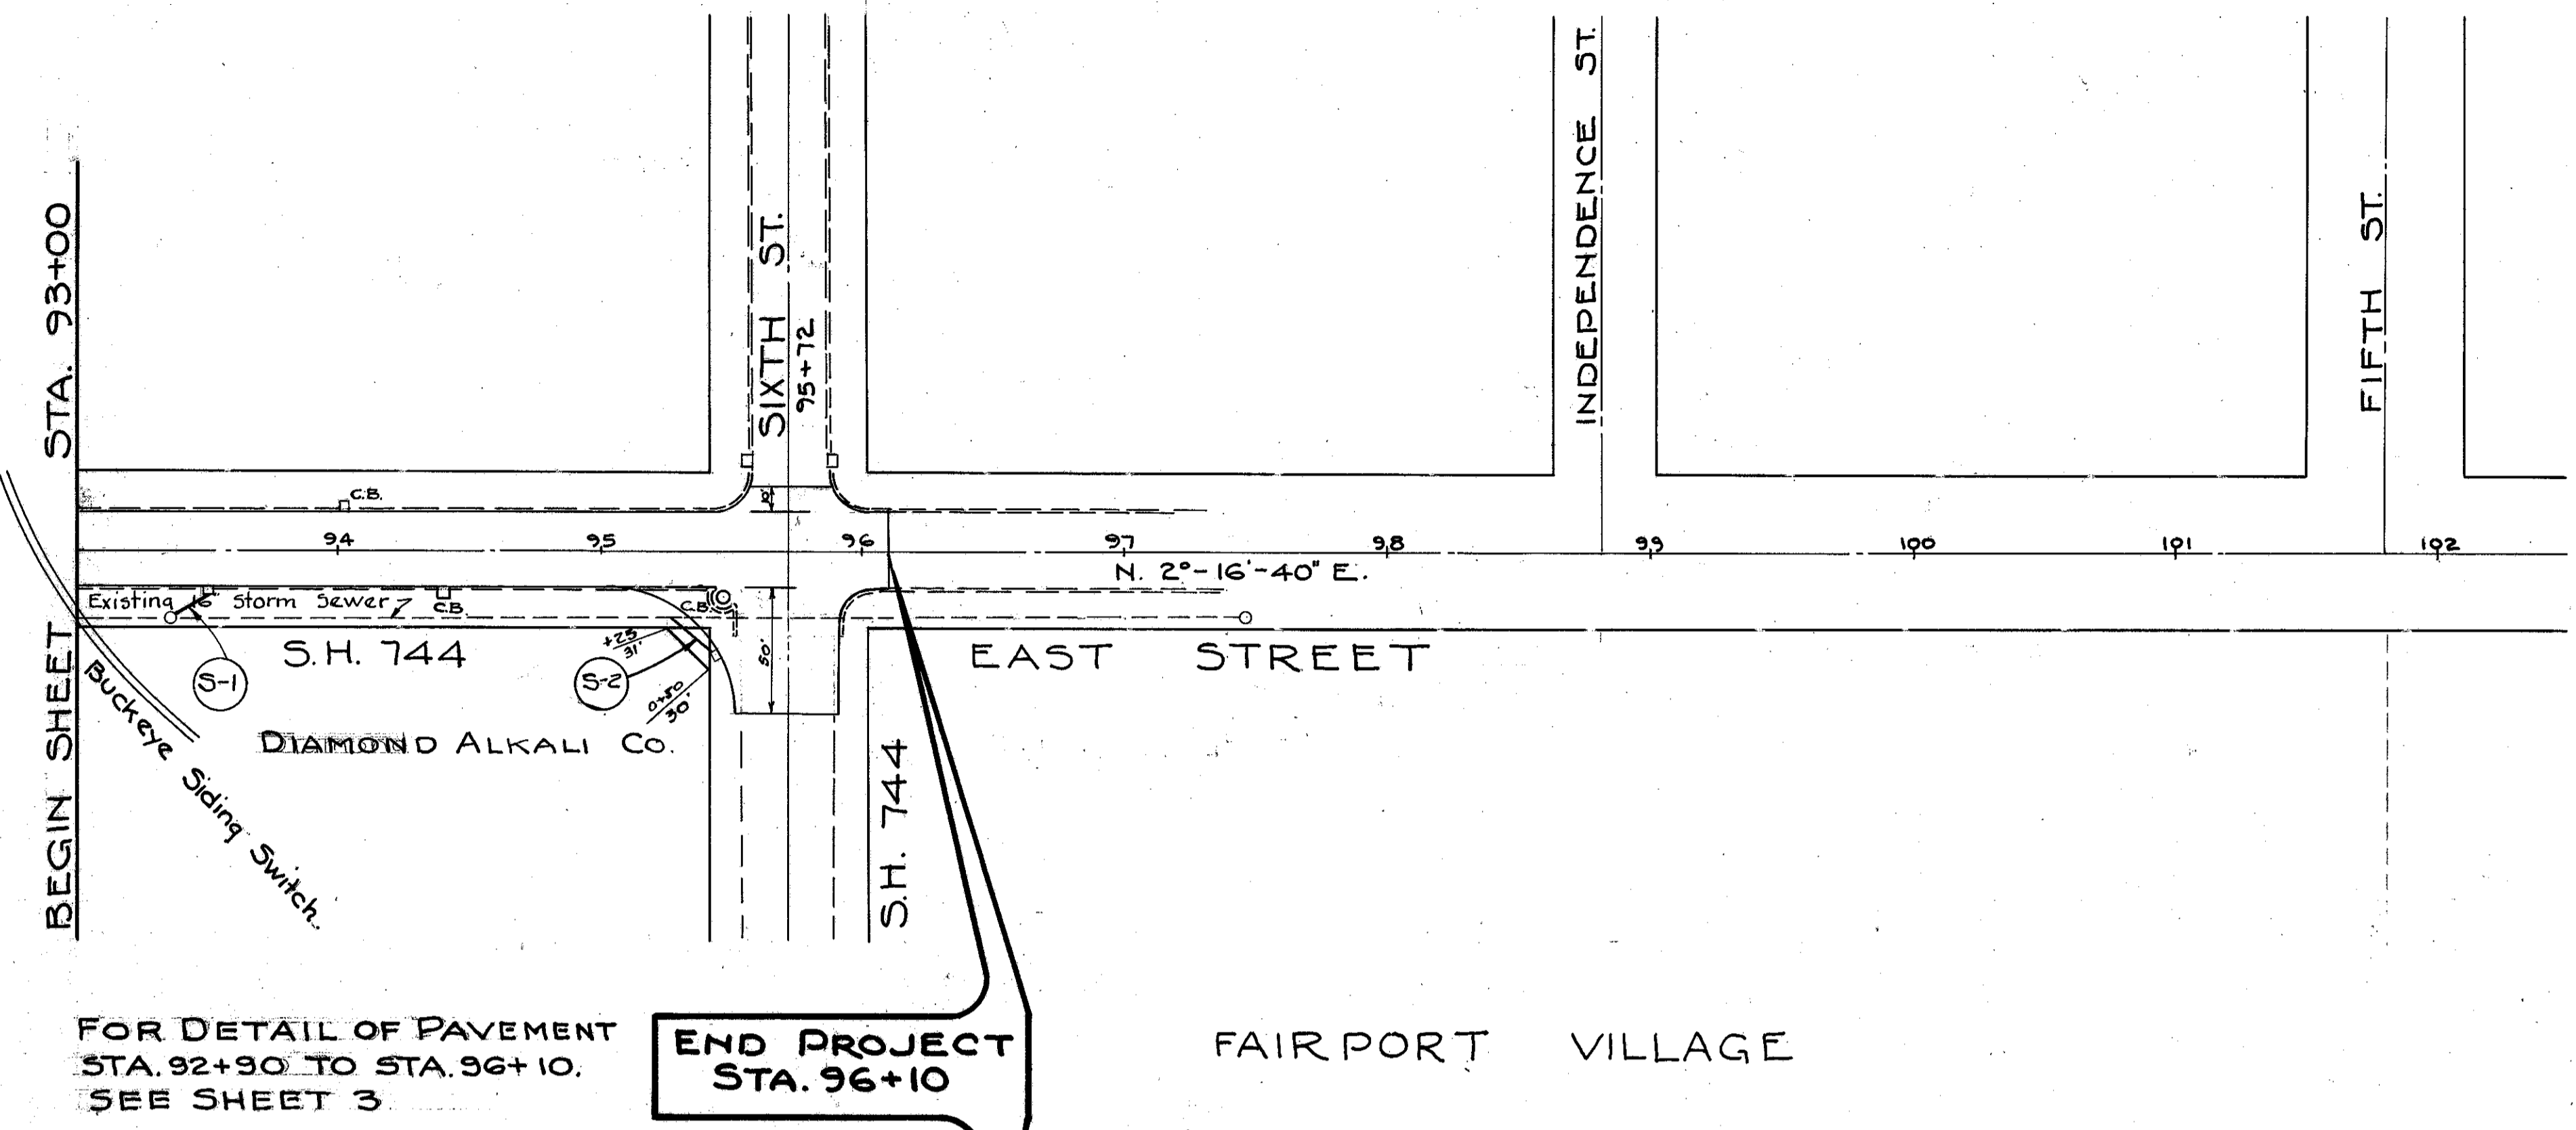 STA. 93+00
BEGIN SHEET
SIXTH ST.
95+72
INDEPENDENCE ST.
FIFTH ST.
C.B.
10'
94
95
96
97
98
99
100
101
102
N. 2°-16'-40" E.
Existing 16" Storm Sewer
C.B.
C.B.
S.H. 744
S-1
+25
31'
S-2
0+50
30'
50'
EAST STREET
Buckeye Siding Switch.
DIAMOND ALKALI CO.
S.H. 744
FOR DETAIL OF PAVEMENT
STA. 92+90 TO STA. 96+10.
SEE SHEET 3
END PROJECT
STA. 96+10
FAIRPORT VILLAGE